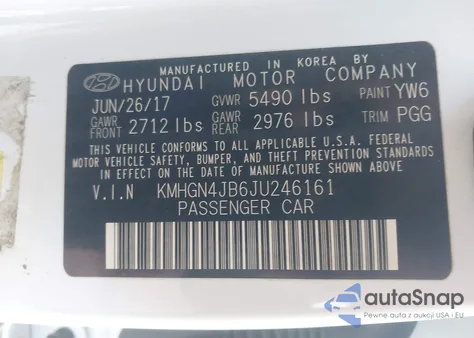 MANUFACTURED IN KOREA BY
HYUNDAI MOTOR COMPANY
JUN/26/17 GVWR 5490 lbs PAINT YW6
GAWR FRONT 2712 lbs GAWR REAR 2976 lbs TRIM PGG
THIS VEHICLE CONFORMS TO ALL APPLICABLE U.S.A. FEDERAL
MOTOR VEHICLE SAFETY, BUMPER, AND THEFT PREVENTION
STANDARDS IN EFFECT ON THE DATE OF MANUFACTURE SHOWN ABOVE.
V.I.N KMHGN4JB6JU246161
PASSENGER CAR
autoSnap
Pewne auta z aukcji USA i EU